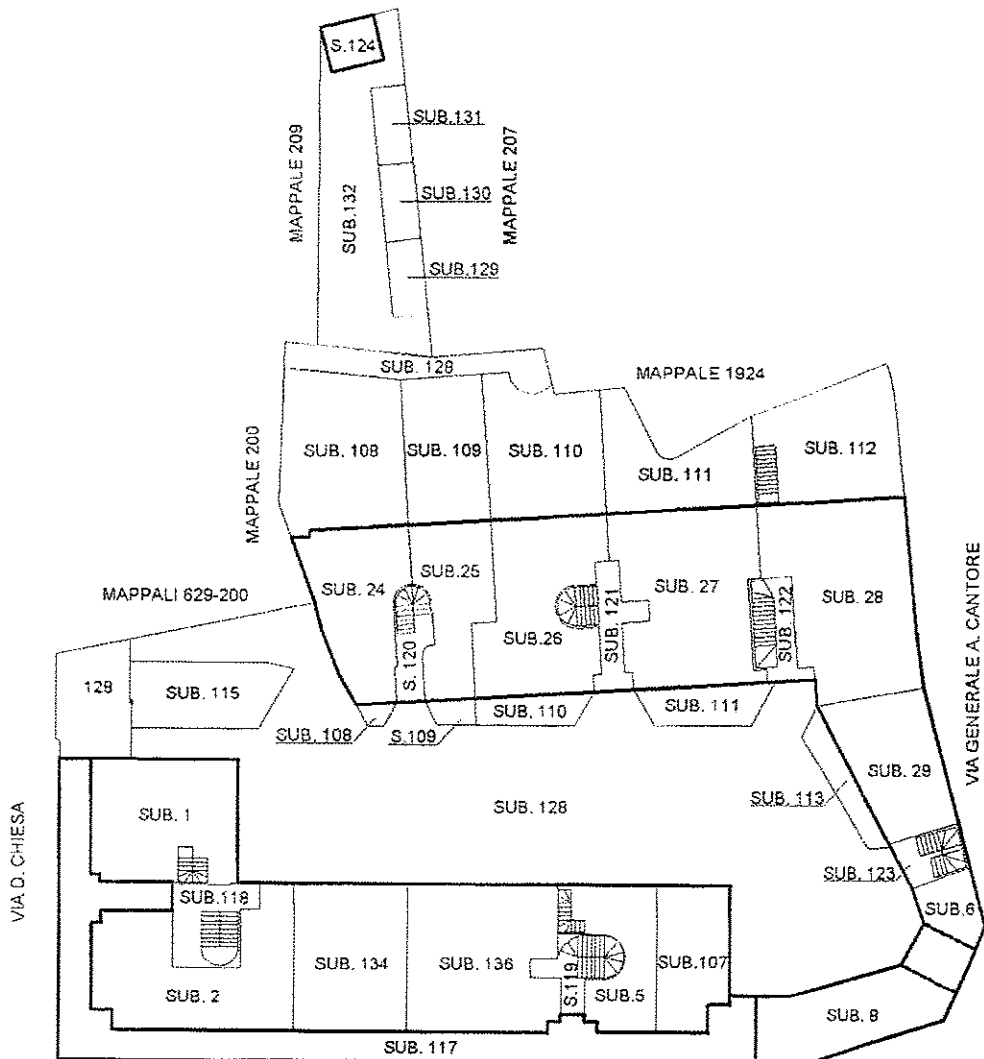 S.124
SUB.131
MAPPALE 209
SUB.132
SUB.130
MAPPALE 207
SUB.129
SUB. 128
MAPPALE 1924
MAPPALE 200
SUB. 108
SUB. 109
SUB. 110
SUB. 111
SUB. 112
MAPPALI 629-200
SUB. 24
SUB.25
S.120
SUB.26
SUB. 121
SUB. 27
SUB. 122
SUB. 28
VIA GENERALE A. CANTORE
128
SUB. 115
SUB. 108
S.109
SUB. 110
SUB. 111
SUB. 29
SUB. 113
VIA D. CHIESA
SUB. 1
SUB. 128
SUB. 123
SUB.6
SUB.118
SUB. 2
SUB. 134
SUB. 136
S.119
SUB.5
SUB.107
SUB. 8
SUB. 117